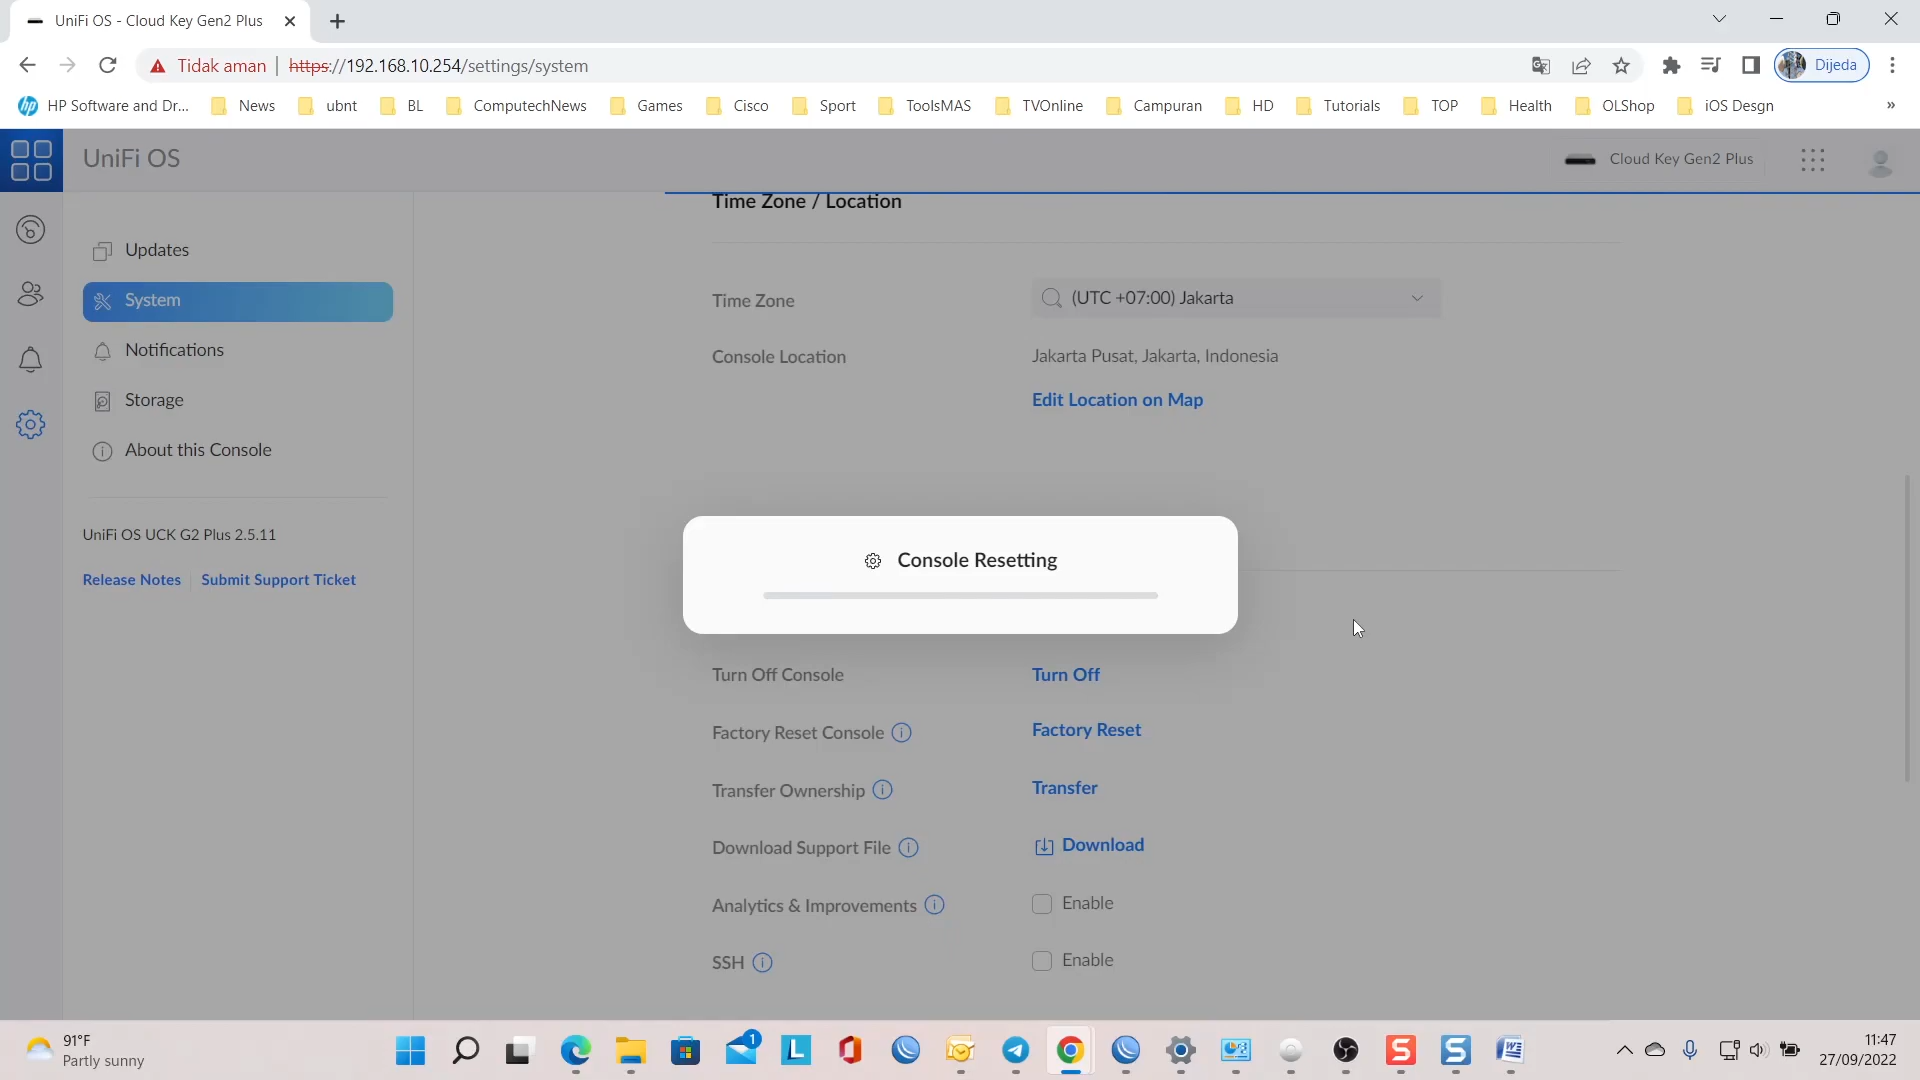 UniFi OS - Cloud Key Gen2 Plus
Tidak aman | https://192.168.10.254/settings/system
Dijeda
HP Software and Dr... News ubnt BL ComputechNews Games Cisco Sport ToolsMAS TVOnline Campuran HD Tutorials TOP Health OLShop iOS Desgn »
UniFi OS
Cloud Key Gen2 Plus
Updates
System
Notifications
Storage
About this Console
UniFi OS UCK G2 Plus 2.5.11
Release Notes
Submit Support Ticket
Time Zone / Location
Time Zone
(UTC +07:00) Jakarta
Console Location
Jakarta Pusat, Jakarta, Indonesia
Edit Location on Map
Console Resetting
Turn Off Console
Turn Off
Factory Reset Console
Factory Reset
Transfer Ownership
Transfer
Download Support File
Download
Analytics & Improvements
Enable
SSH
Enable
91°F
Partly sunny
1
L
S
S
W
11:47
27/09/2022